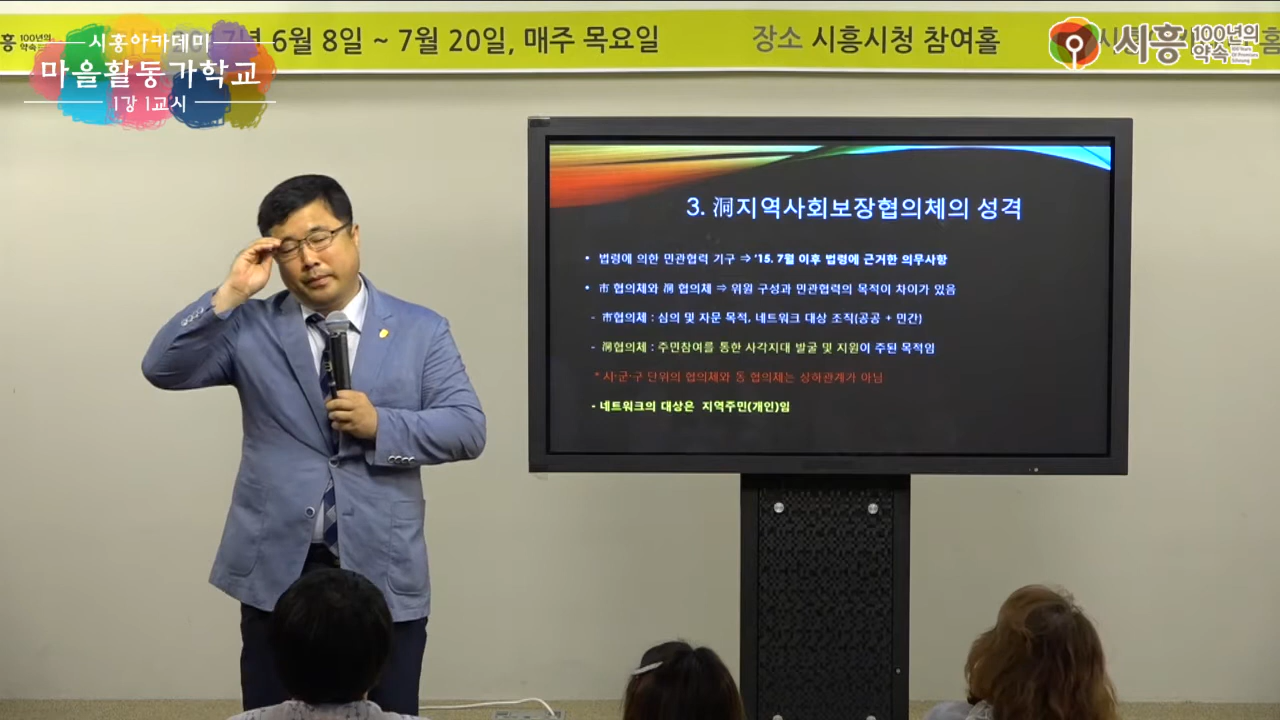 흥 100년의 약속
년 6월 8일 ~ 7월 20일, 매주 목요일
장소 시흥시청 참여홀
시흥 100년의 약속
시흥아카데미
마을활동가학교
1강 1교시
3. 洞지역사회보장협의체의 성격
• 법령에 의한 민관협력 기구 ⇒ '15. 7월 이후 법령에 근거한 의무사항
• 市 협의체와 洞 협의체 ⇒ 위원 구성과 민관협력의 목적이 차이가 있음
- 市협의체 : 심의 및 자문 목적, 네트워크 대상 조직(공공 + 민간)
- 洞협의체 : 주민참여를 통한 사각지대 발굴 및 지원이 주된 목적임
* 시·군·구 단위의 협의체와 동 협의체는 상하관계가 아님
- 네트워크의 대상은 지역주민(개인)임